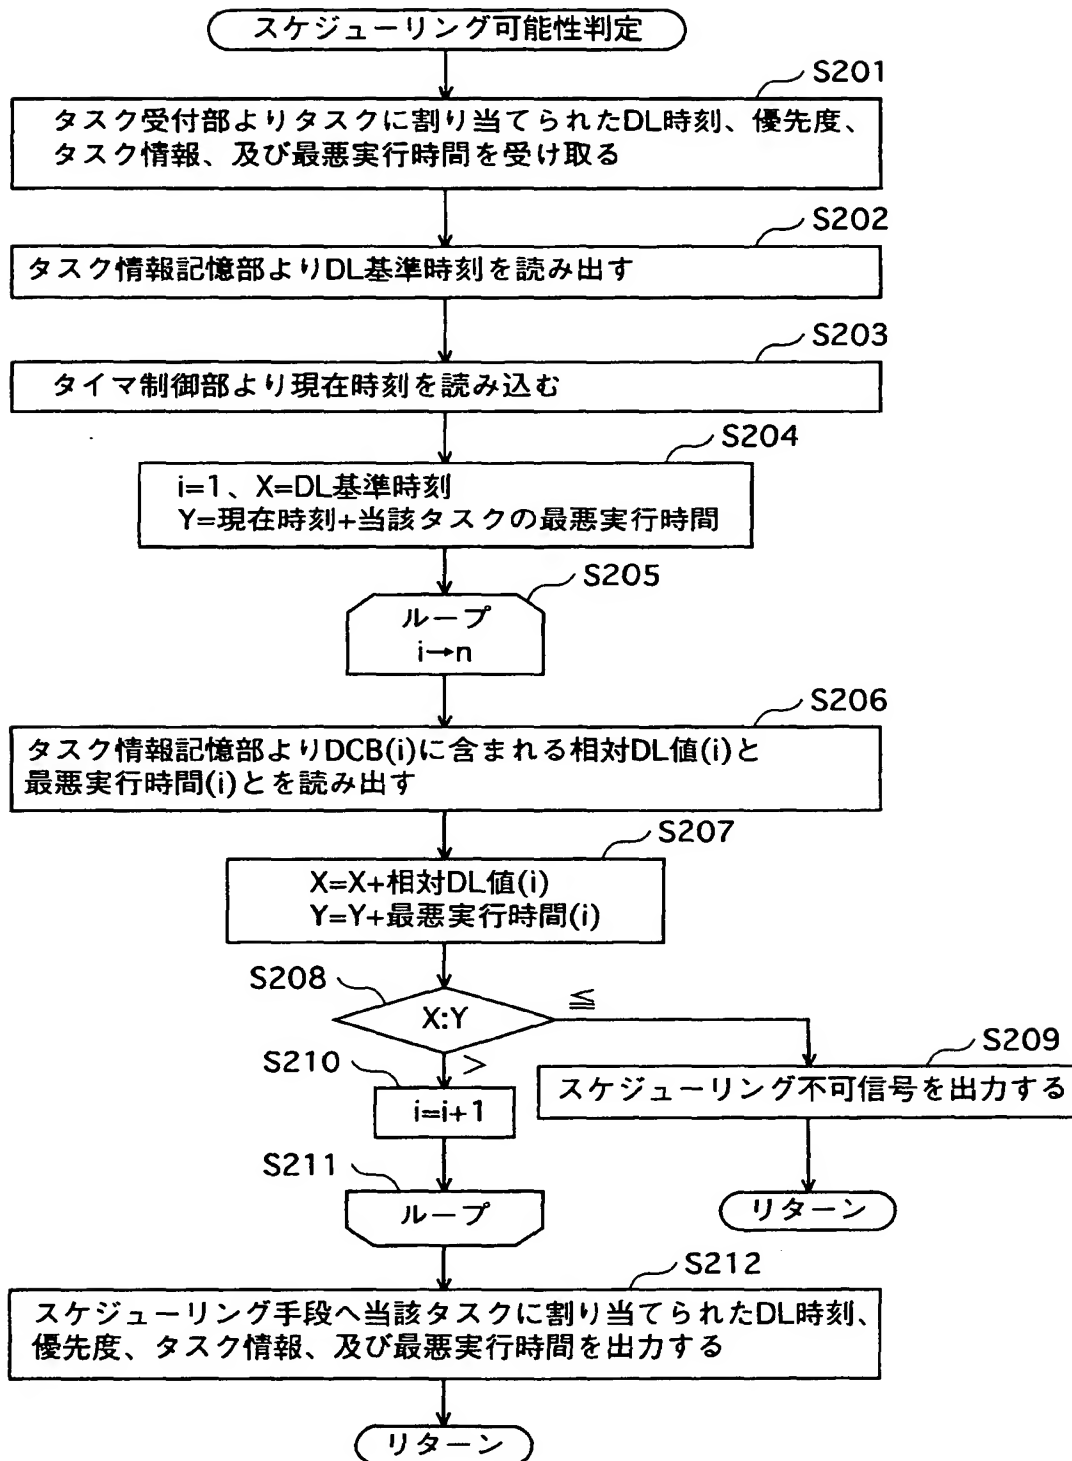 スケジューリング可能性判定
S201
タスク受付部よりタスクに割り当てられたDL時刻、優先度、
タスク情報、及び最悪実行時間を受け取る
S202
タスク情報記憶部よりDL基準時刻を読み出す
S203
タイマ制御部より現在時刻を読み込む
S204
i=1、X=DL基準時刻
Y=現在時刻+当該タスクの最悪実行時間
S205
ループ
i→n
S206
タスク情報記憶部よりDCB(i)に含まれる相対DL値(i)と
最悪実行時間(i)とを読み出す
S207
X=X+相対DL値(i)
Y=Y+最悪実行時間(i)
S208
X:Y
≦
>
S209
スケジューリング不可信号を出力する
リターン
S210
i=i+1
S211
ループ
S212
スケジューリング手段へ当該タスクに割り当てられたDL時刻、
優先度、タスク情報、及び最悪実行時間を出力する
リターン